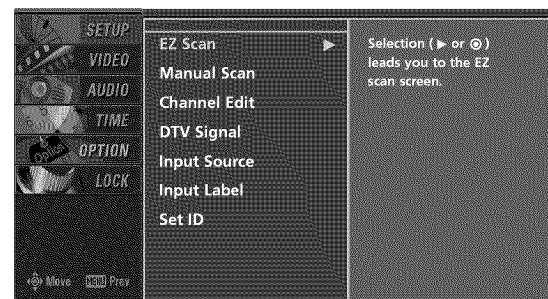 SETUP
VIDEO
AUDIO
TIME
OPTION
LOCK
Move MENU Prev
EZ Scan ▶
Manual Scan
Channel Edit
DTV Signal
Input Source
Input Label
Set ID
Selection ( ▶ or ◉ )
leads you to the EZ
scan screen.